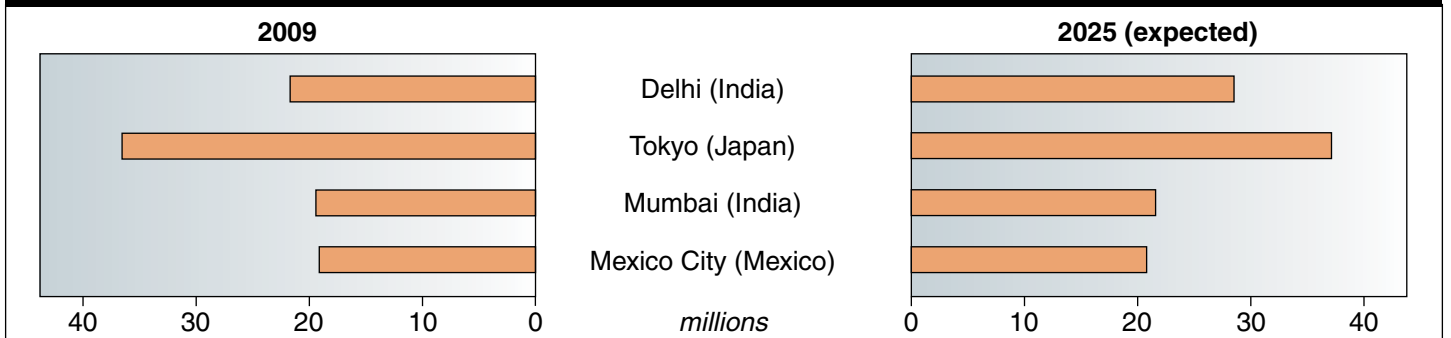 2009
2025 (expected)
Delhi (India)
Tokyo (Japan)
Mumbai (India)
Mexico City (Mexico)
40 30 20 10 0
millions
0 10 20 30 40